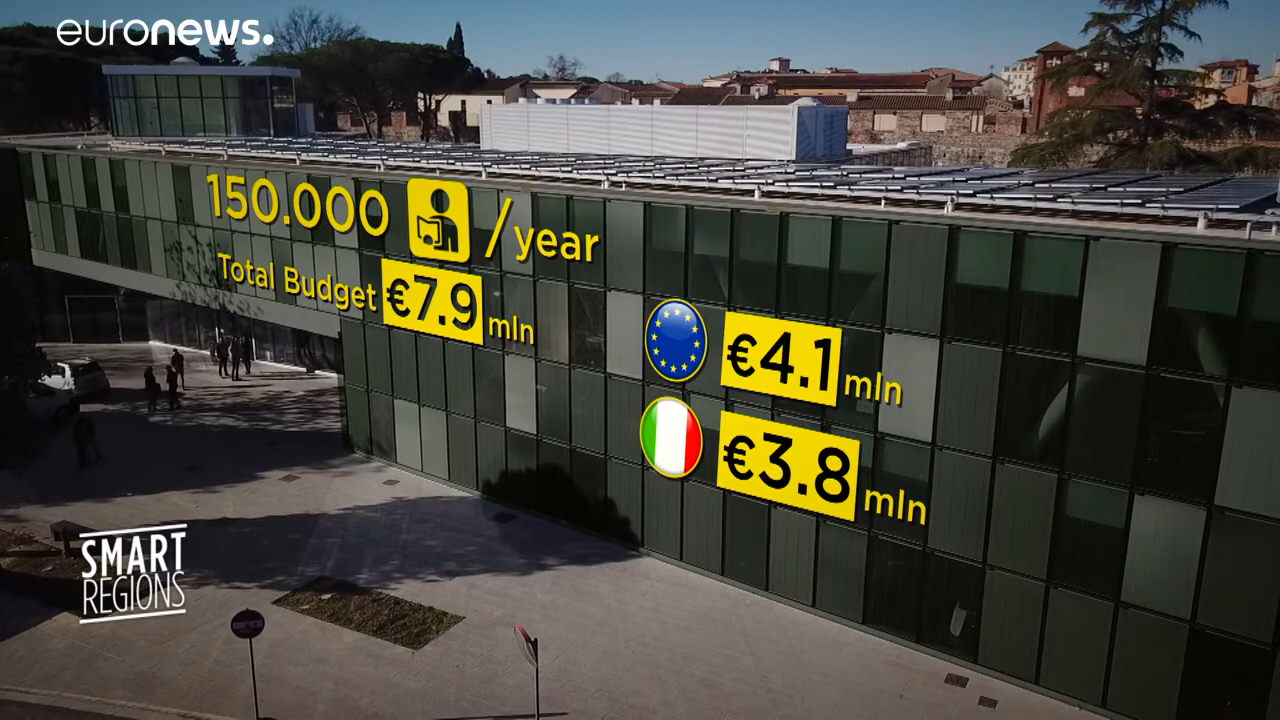 euronews.
150.000 / year
Total Budget €7.9 mln
€4.1 mln
€3.8 mln
SMART
REGIONS